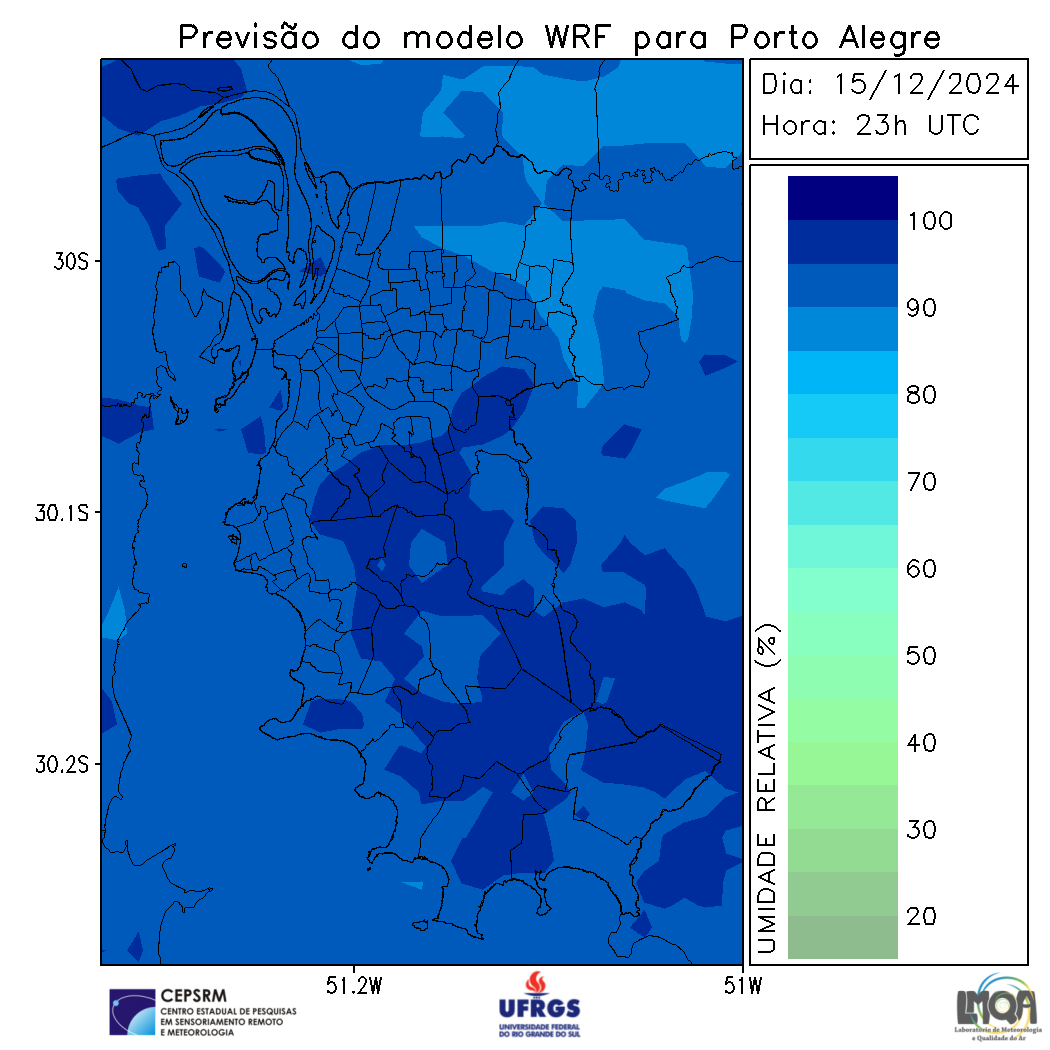 Previsão do modelo WRF para Porto Alegre
Dia: 15/12/2024
Hora: 23h UTC
30S
30.1S
30.2S
51.2W
51W
UMIDADE RELATIVA (%)
100
90
80
70
60
50
40
30
20
CEPSRM
CENTRO ESTADUAL DE PESQUISAS
EM SENSORIAMENTO REMOTO
E METEOROLOGIA
UFRGS
UNIVERSIDADE FEDERAL
DO RIO GRANDE DO SUL
LMQA
Laboratório de Meteorologia
e Qualidade do Ar